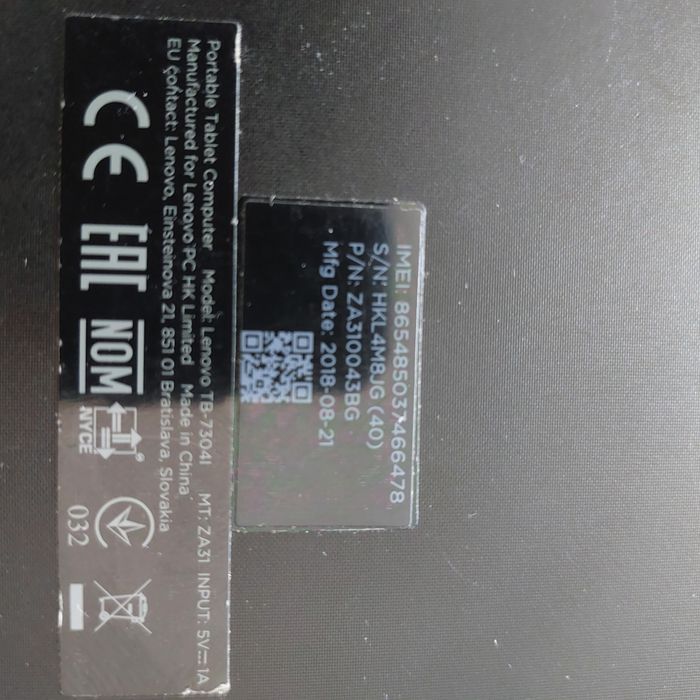 Portable Tablet Computer Model: Lenovo TB-7304I MT: ZA31 INPUT: 5V⎓1A
Manufactured for Lenovo PC HK Limited Made in China
EU contact: Lenovo, Einsteinova 21, 851 01 Bratislava, Slovakia
CE EAC NOM NYCE 032
IMEI: 865485037466478
S/N: HKL4M8JG (40)
P/N: ZA310043BG
Mfg Date: 2018-08-21